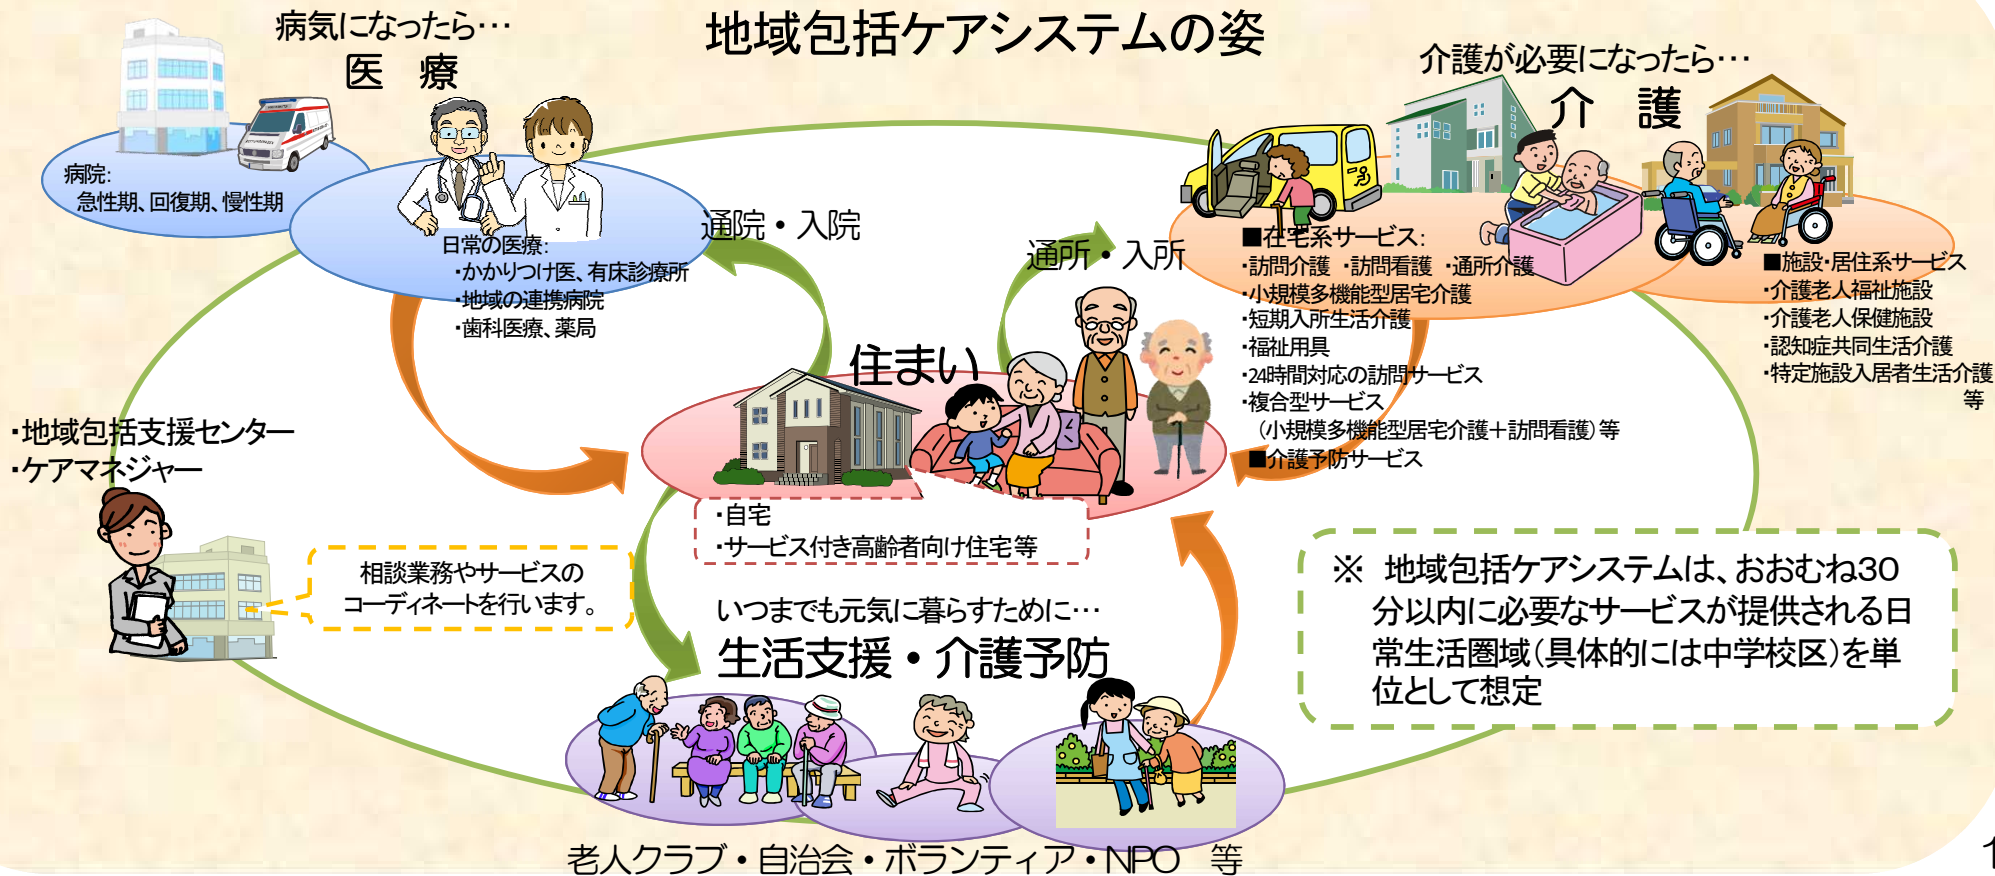 地域包括ケアシステムの姿
病気になったら…
医　療
病院:
急性期、回復期、慢性期
日常の医療:
・かかりつけ医、有床診療所
・地域の連携病院
・歯科医療、薬局
通院・入院
通所・入所
介護が必要になったら…
介　護
■在宅系サービス:
・訪問介護 ・訪問看護 ・通所介護
・小規模多機能型居宅介護
・短期入所生活介護
・福祉用具
・24時間対応の訪問サービス
・複合型サービス
（小規模多機能型居宅介護＋訪問看護）等
■介護予防サービス
■施設・居住系サービス
・介護老人福祉施設
・介護老人保健施設
・認知症共同生活介護
・特定施設入居者生活介護
等
住まい
・自宅
・サービス付き高齢者向け住宅等
・地域包括支援センター
・ケアマネジャー
相談業務やサービスの
コーディネートを行います。
いつまでも元気に暮らすために…
生活支援・介護予防
老人クラブ・自治会・ボランティア・NPO　等
※　地域包括ケアシステムは、おおむね30
分以内に必要なサービスが提供される日
常生活圏域（具体的には中学校区）を単
位として想定